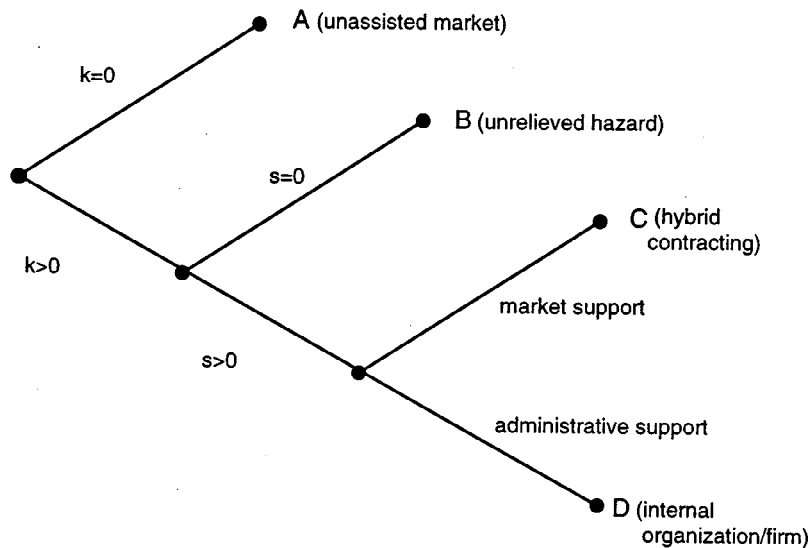 A (unassisted market)
k=0
B (unrelieved hazard)
s=0
C (hybrid
contracting)
k>0
market support
s>0
administrative support
D (internal
organization/firm)